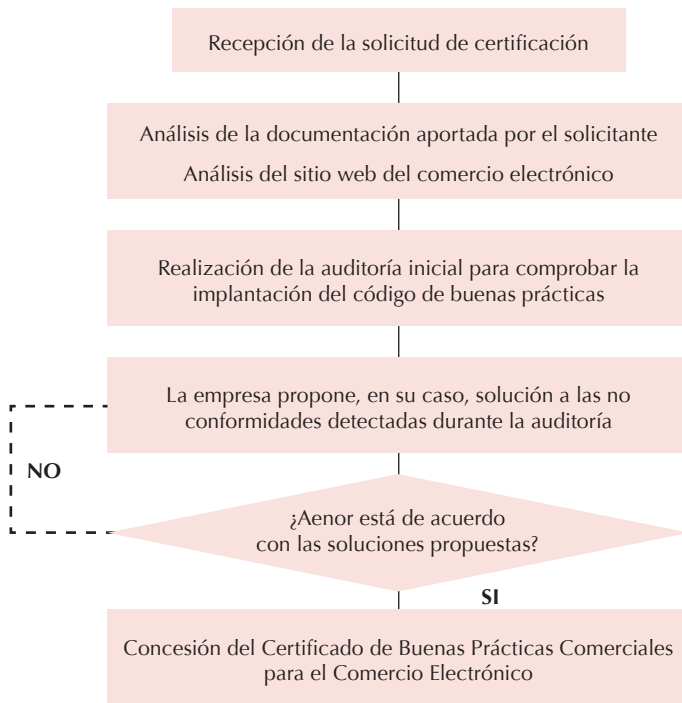 Recepción de la solicitud de certificación
Análisis de la documentación aportada por el solicitante
Análisis del sitio web del comercio electrónico
Realización de la auditoría inicial para comprobar la
implantación del código de buenas prácticas
La empresa propone, en su caso, solución a las no
conformidades detectadas durante la auditoría
NO
¿Aenor está de acuerdo
con las soluciones propuestas?
SI
Concesión del Certificado de Buenas Prácticas Comerciales
para el Comercio Electrónico